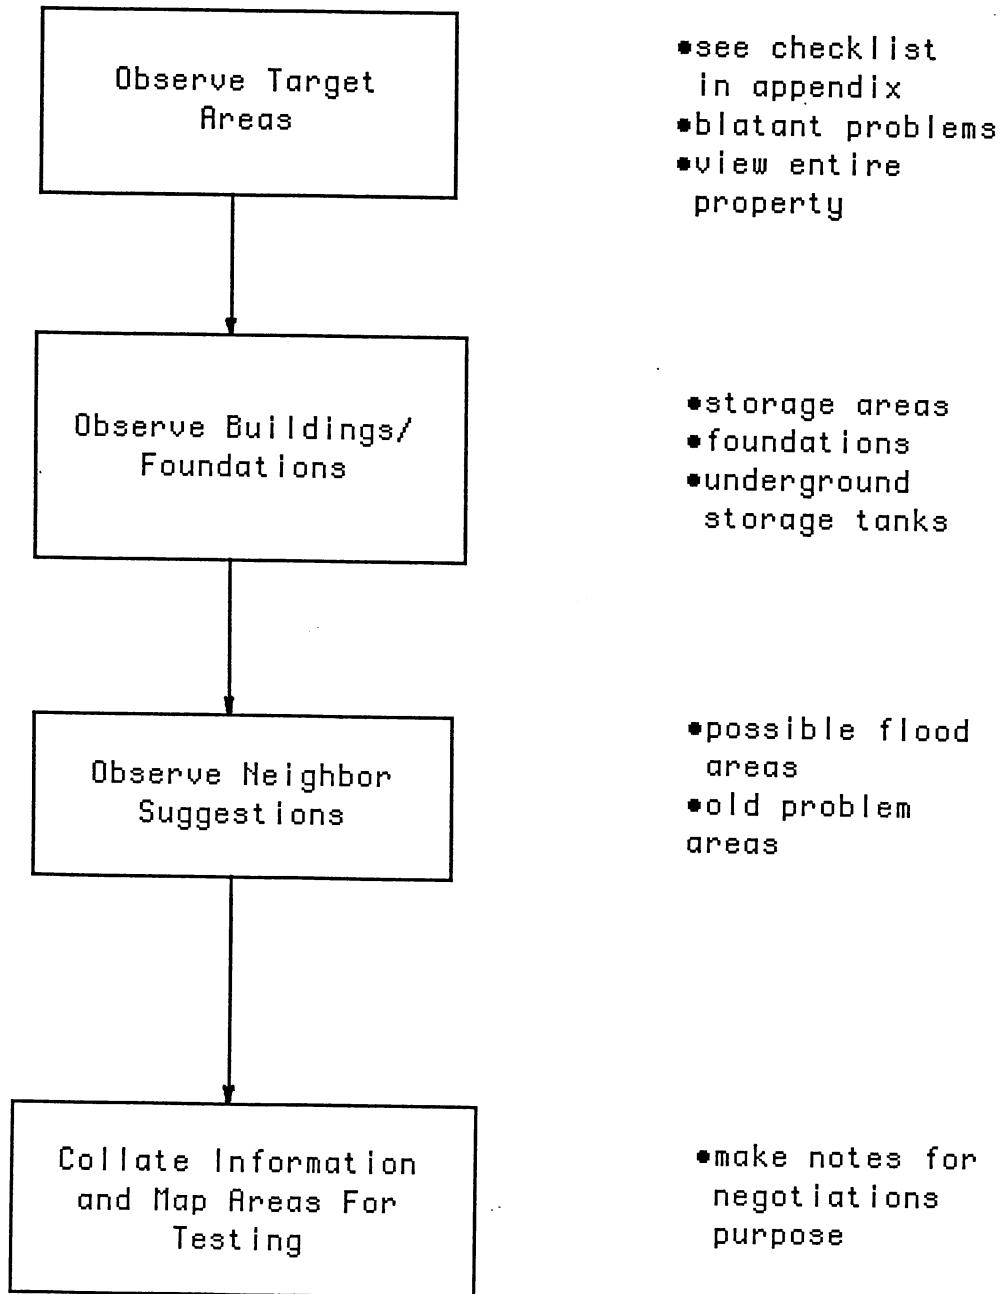 Observe Target
Areas
•see checklist
in appendix
•blatant problems
•view entire
property
Observe Buildings/
Foundations
•storage areas
•foundations
•underground
storage tanks
Observe Neighbor
Suggestions
•possible flood
areas
•old problem
areas
Collate Information
and Map Areas For
Testing
•make notes for
negotiations
purpose